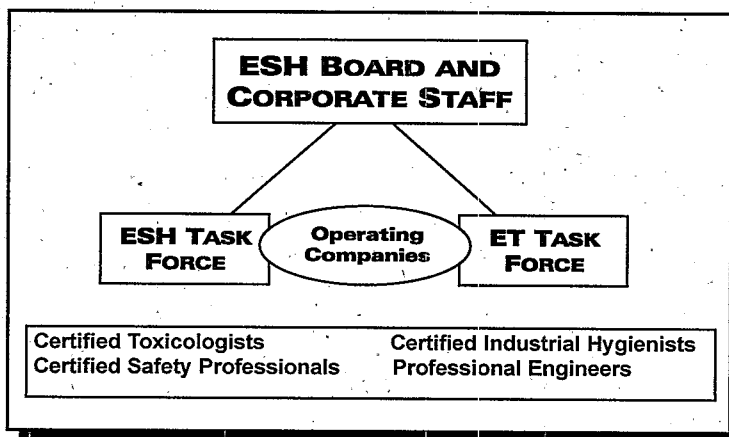 ESH BOARD AND
CORPORATE STAFF
ESH TASK
FORCE
Operating
Companies
ET TASK
FORCE
Certified Toxicologists
Certified Safety Professionals
Certified Industrial Hygienists
Professional Engineers